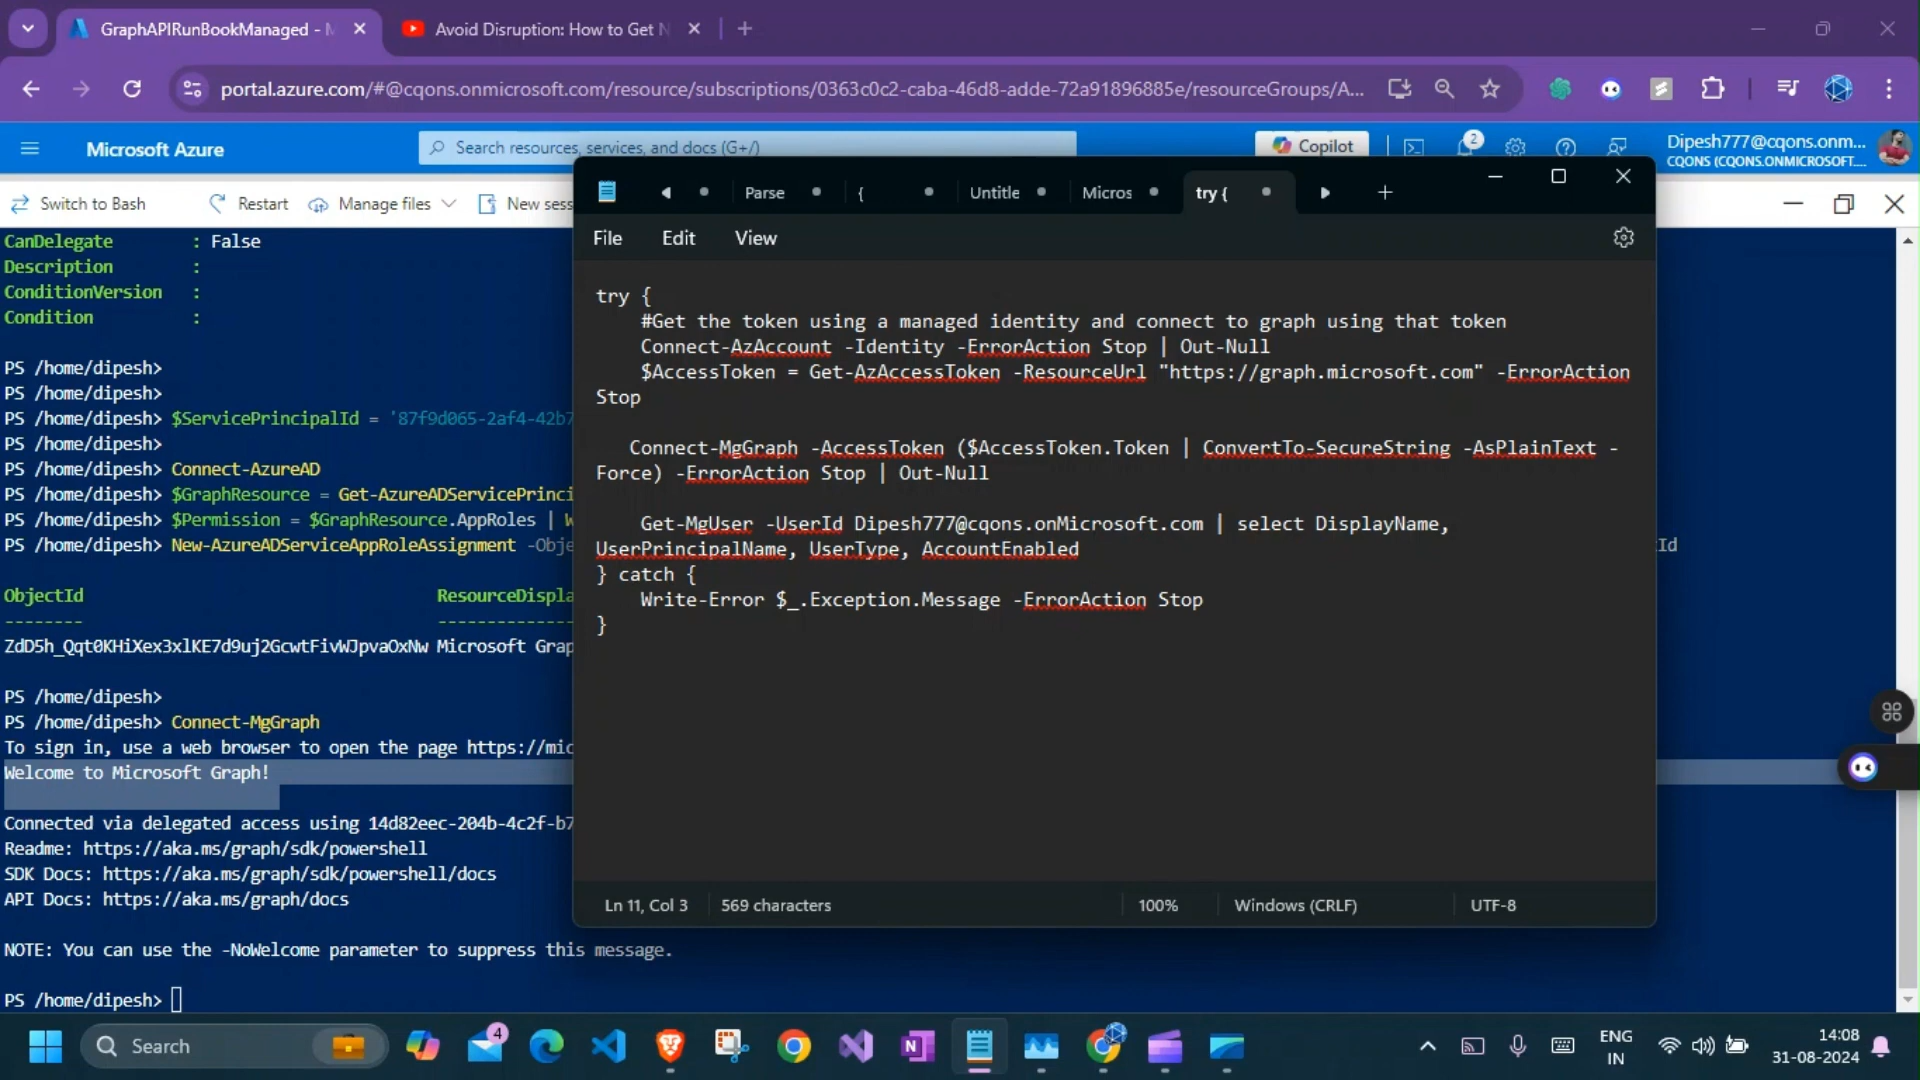 GraphAPIRunBookManaged -
Avoid Disruption: How to Get N
portal.azure.com/#@cqons.onmicrosoft.com/resource/subscriptions/0363c0c2-caba-46d8-adde-72a91896885e/resourceGroups/A...
Microsoft Azure
Search resources, services, and docs (G+/)
Copilot
2
Dipesh777@cqons.onm...
CQONS (CQONS.ONMICROSOFT....
Switch to Bash
Restart
Manage files
New sess
CanDelegate : False
Description :
ConditionVersion :
Condition :
PS /home/dipesh>
PS /home/dipesh>
PS /home/dipesh> $ServicePrincipalId = '87f9d065-2af4-42b7
PS /home/dipesh>
PS /home/dipesh> Connect-AzureAD
PS /home/dipesh> $GraphResource = Get-AzureADServicePrinci
PS /home/dipesh> $Permission = $GraphResource.AppRoles | W
PS /home/dipesh> New-AzureADServiceAppRoleAssignment -Obje
Id
ObjectId ResourceDispla
-------- --------------
ZdD5h_Qqt0KHiXex3xlKE7d9uj2GcwtFivWJpvaOxNw Microsoft Grap
PS /home/dipesh>
PS /home/dipesh> Connect-MgGraph
To sign in, use a web browser to open the page https://mic
Welcome to Microsoft Graph!
Connected via delegated access using 14d82eec-204b-4c2f-b7
Readme: https://aka.ms/graph/sdk/powershell
SDK Docs: https://aka.ms/graph/sdk/powershell/docs
API Docs: https://aka.ms/graph/docs
NOTE: You can use the -NoWelcome parameter to suppress this message.
PS /home/dipesh>
Parse
{
Untitle
Micros
try {
File
Edit
View
try {
#Get the token using a managed identity and connect to graph using that token
Connect-AzAccount -Identity -ErrorAction Stop | Out-Null
$AccessToken = Get-AzAccessToken -ResourceUrl "https://graph.microsoft.com" -ErrorAction
Stop
Connect-MgGraph -AccessToken ($AccessToken.Token | ConvertTo-SecureString -AsPlainText -
Force) -ErrorAction Stop | Out-Null
Get-MgUser -UserId Dipesh777@cqons.onMicrosoft.com | select DisplayName,
UserPrincipalName, UserType, AccountEnabled
} catch {
Write-Error $_.Exception.Message -ErrorAction Stop
}
Ln 11, Col 3
569 characters
100%
Windows (CRLF)
UTF-8
Search
4
ENG
IN
14:08
31-08-2024